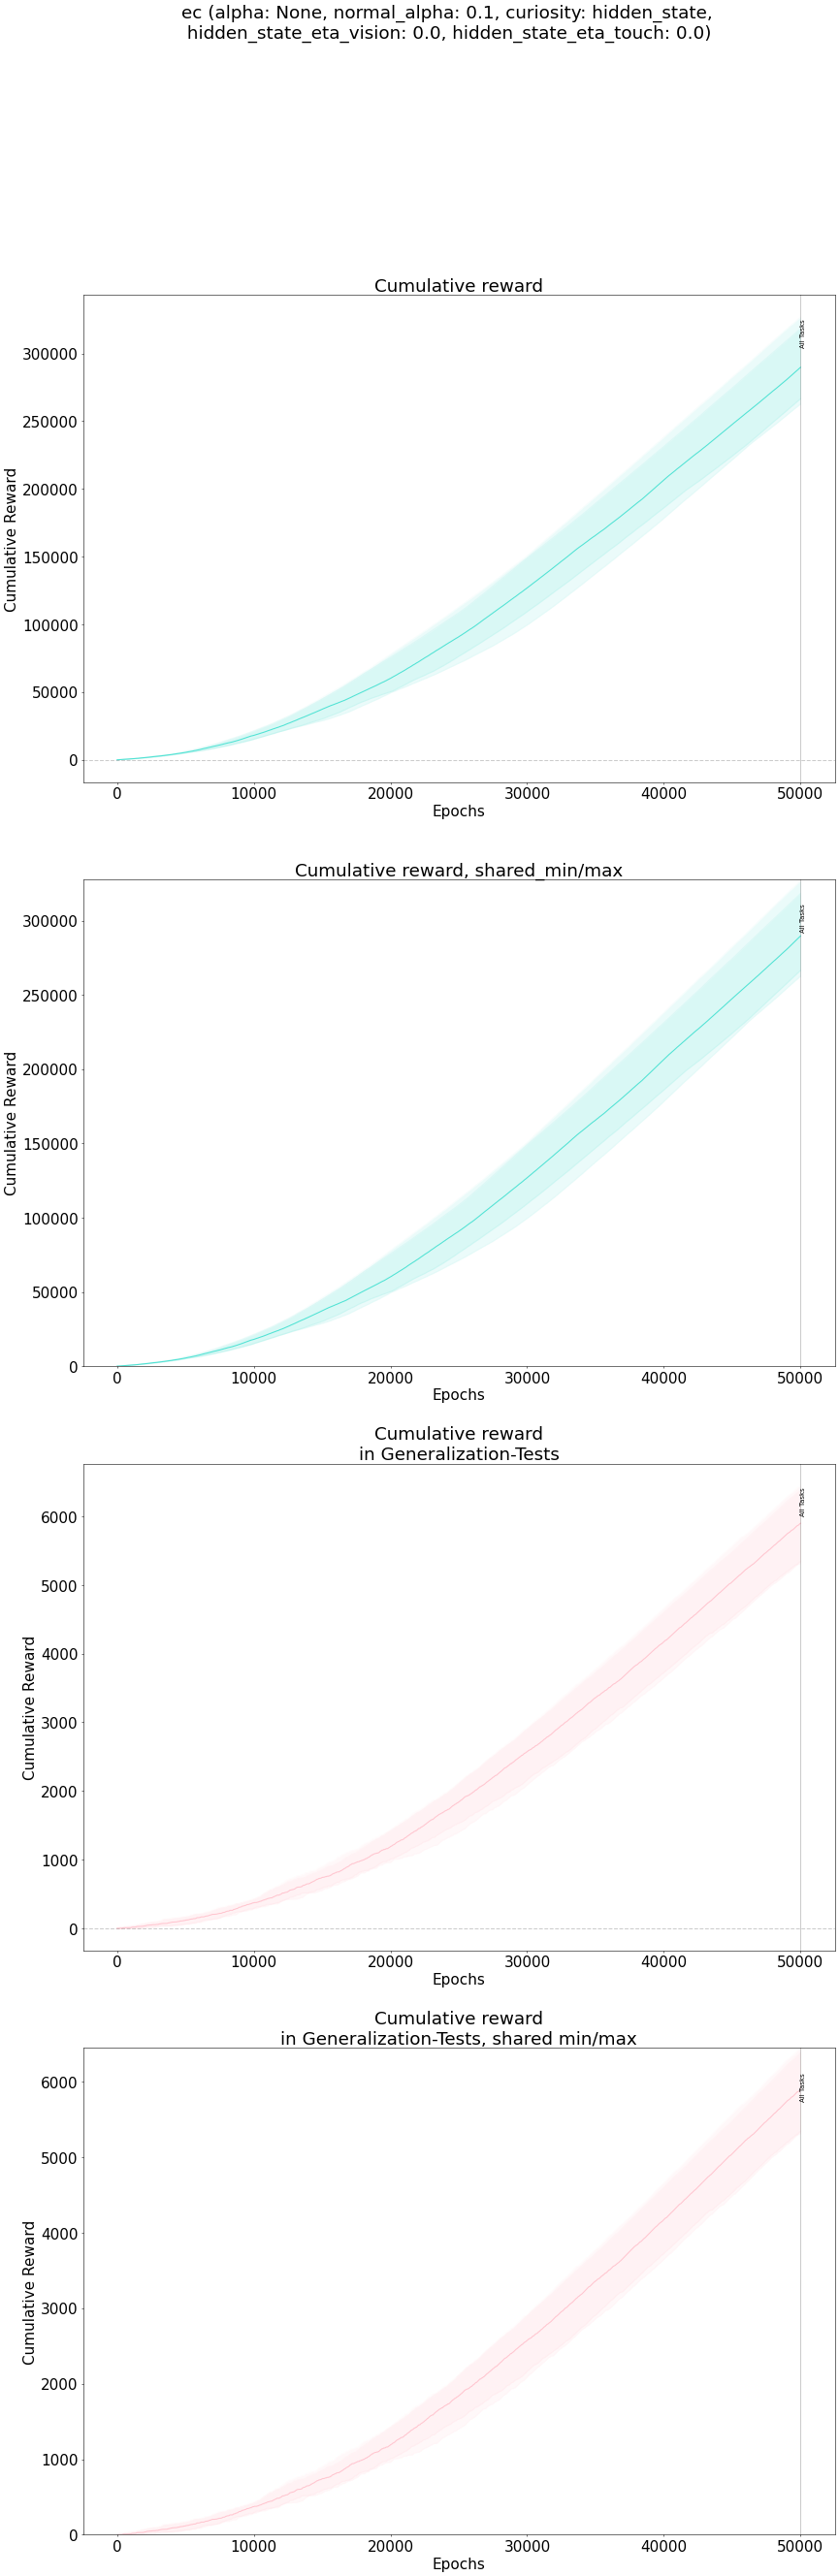 ec (alpha: None, normal_alpha: 0.1, curiosity: hidden_state,
hidden_state_eta_vision: 0.0, hidden_state_eta_touch: 0.0)
Cumulative reward
All Tasks
300000
250000
200000
150000
100000
50000
0
Cumulative Reward
0 10000 20000 30000 40000 50000
Epochs
Cumulative reward, shared_min/max
All Tasks
300000
250000
200000
150000
100000
50000
0
Cumulative Reward
0 10000 20000 30000 40000 50000
Epochs
Cumulative reward
in Generalization-Tests
All Tasks
6000
5000
4000
3000
2000
1000
0
Cumulative Reward
0 10000 20000 30000 40000 50000
Epochs
Cumulative reward
in Generalization-Tests, shared min/max
All Tasks
6000
5000
4000
3000
2000
1000
0
Cumulative Reward
0 10000 20000 30000 40000 50000
Epochs